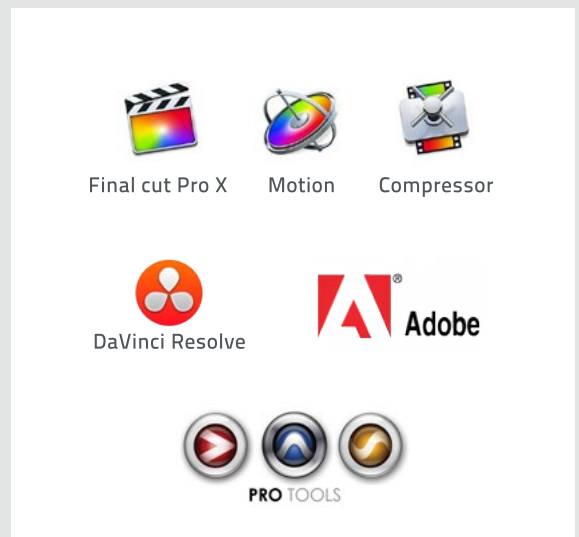 Final cut Pro X Motion Compressor
DaVinci Resolve
® Adobe
PRO TOOLS